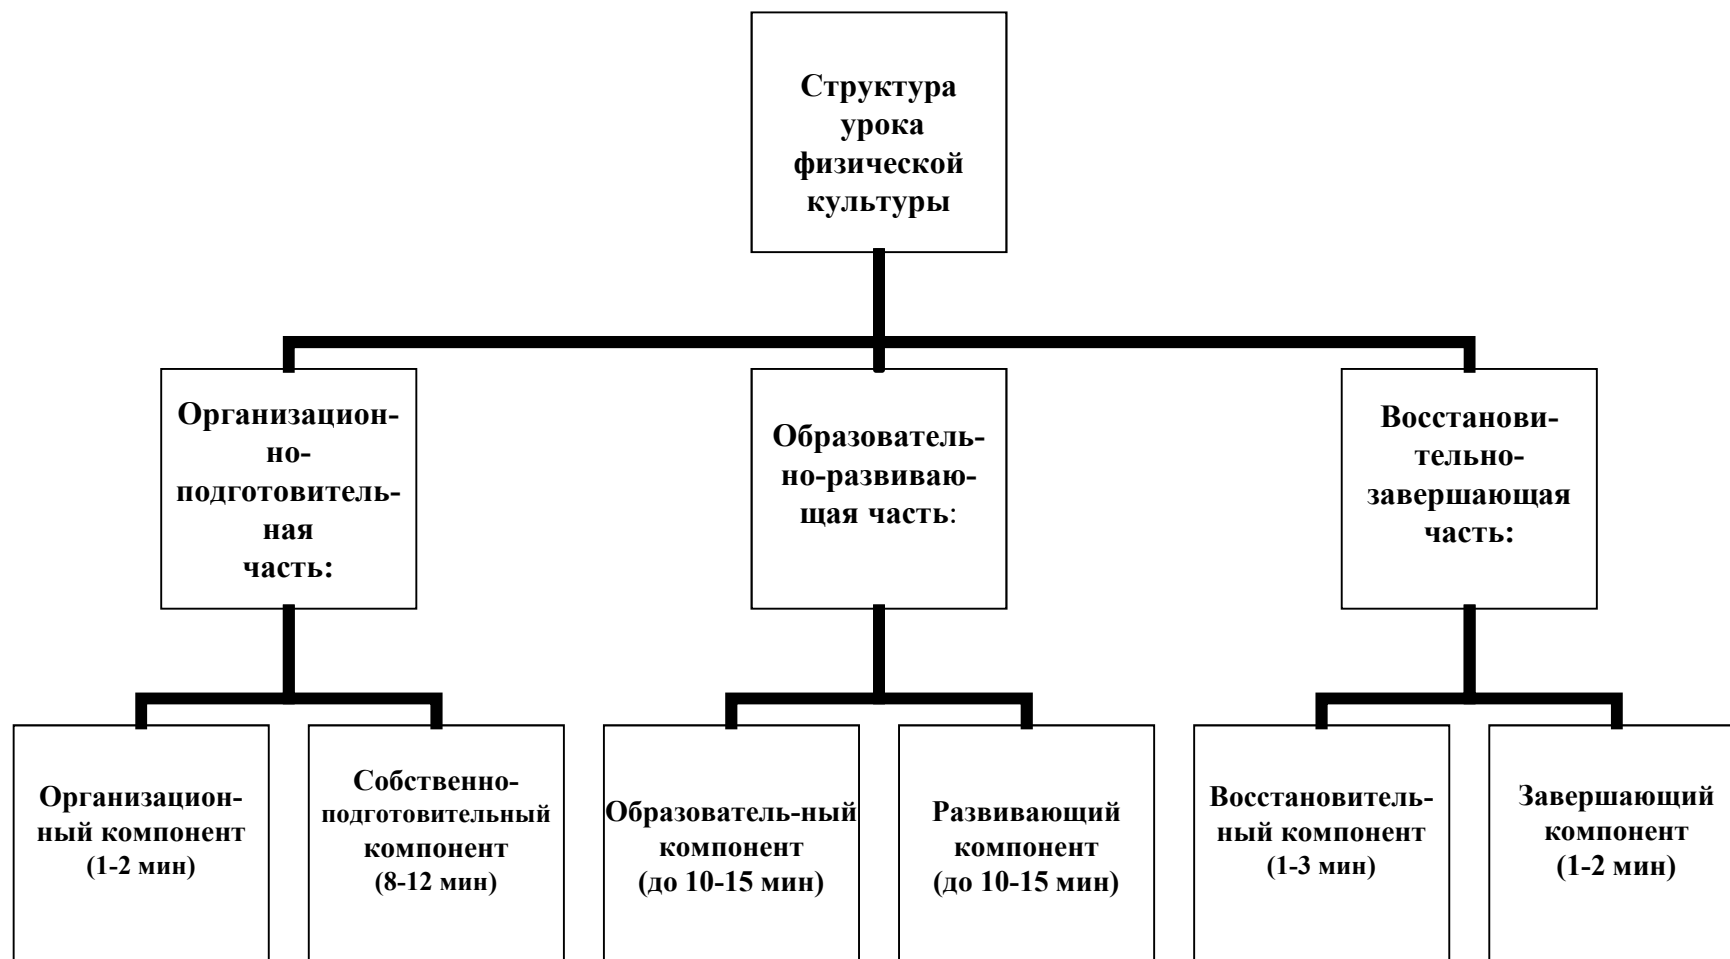 Структура
урока
физической
культуры
Организацион-
но-
подготовитель-
ная
часть:
Образователь-
но-развиваю-
щая часть:
Восстанови-
тельно-
завершающая
часть:
Организацион-
ный компонент
(1-2 мин)
Собственно-
подготовительный
компонент
(8-12 мин)
Образователь-ный
компонент
(до 10-15 мин)
Развивающий
компонент
(до 10-15 мин)
Восстановитель-
ный компонент
(1-3 мин)
Завершающий
компонент
(1-2 мин)